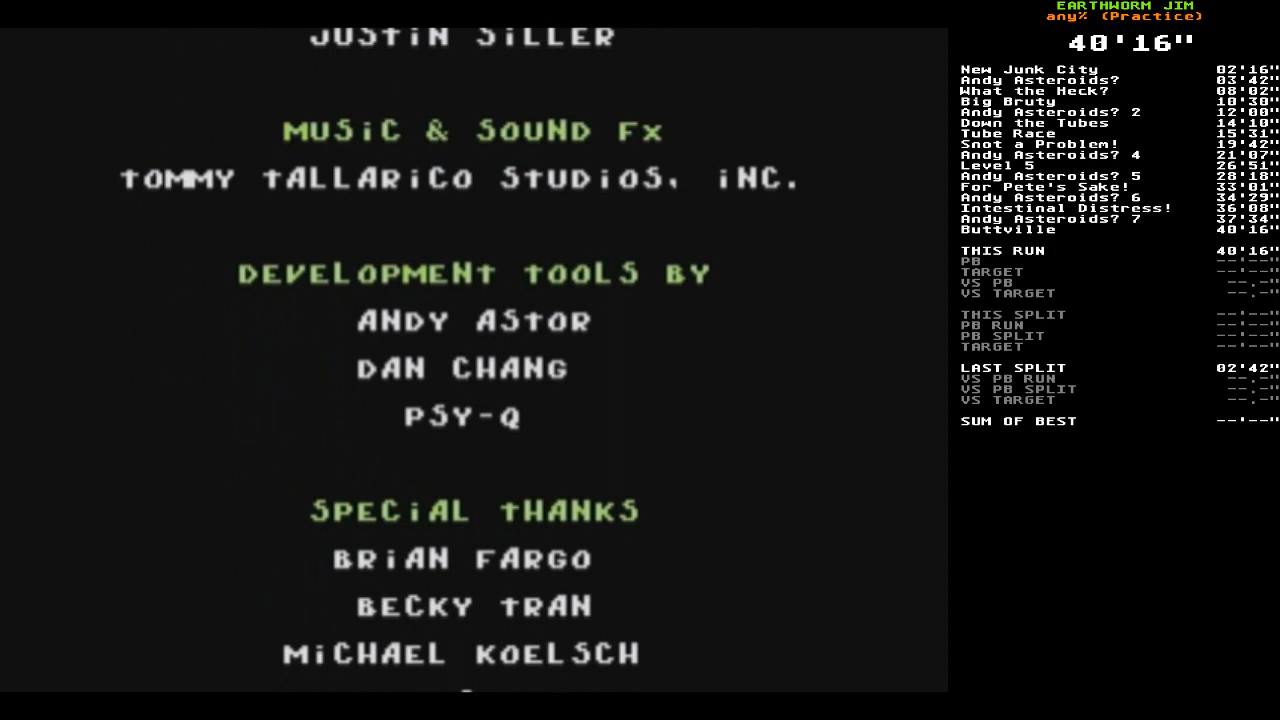 JUSTiN SiLLER
MUSiC & SOUND Fx
TOMMY TALLARiCO STUDiOS, iNC.
DEVELOPMENT TOOLS BY
ANDY ASTOR
DAN CHANG
PSY-Q
SPECiAL THANKS
BRiAN FARGO
BECKY TRAN
MiCHAEL KOELSCH
EARTHWORM JIM
any% (Practice)
40'16"
New Junk City 02'16"
Andy Asteroids? 03'42"
What the Heck? 08'02"
Big Bruty 10'30"
Andy Asteroids? 2 12'00"
Down the Tubes 14'10"
Tube Race 15'31"
Snot a Problem! 19'42"
Andy Asteroids? 4 21'07"
Level 5 26'51"
Andy Asteroids? 5 28'18"
For Pete's Sake! 33'01"
Andy Asteroids? 6 34'29"
Intestinal Distress! 36'08"
Andy Asteroids? 7 37'34"
Buttville 40'16"
THIS RUN 40'16"
PB --'--"
TARGET --'--"
VS PB --.-"
VS TARGET --.-"
THIS SPLIT --'--"
PB RUN --'--"
PB SPLIT --'--"
TARGET --'--"
LAST SPLIT 02'42"
VS PB RUN --.-"
VS PB SPLIT --.-"
VS TARGET --.-"
SUM OF BEST --'--"